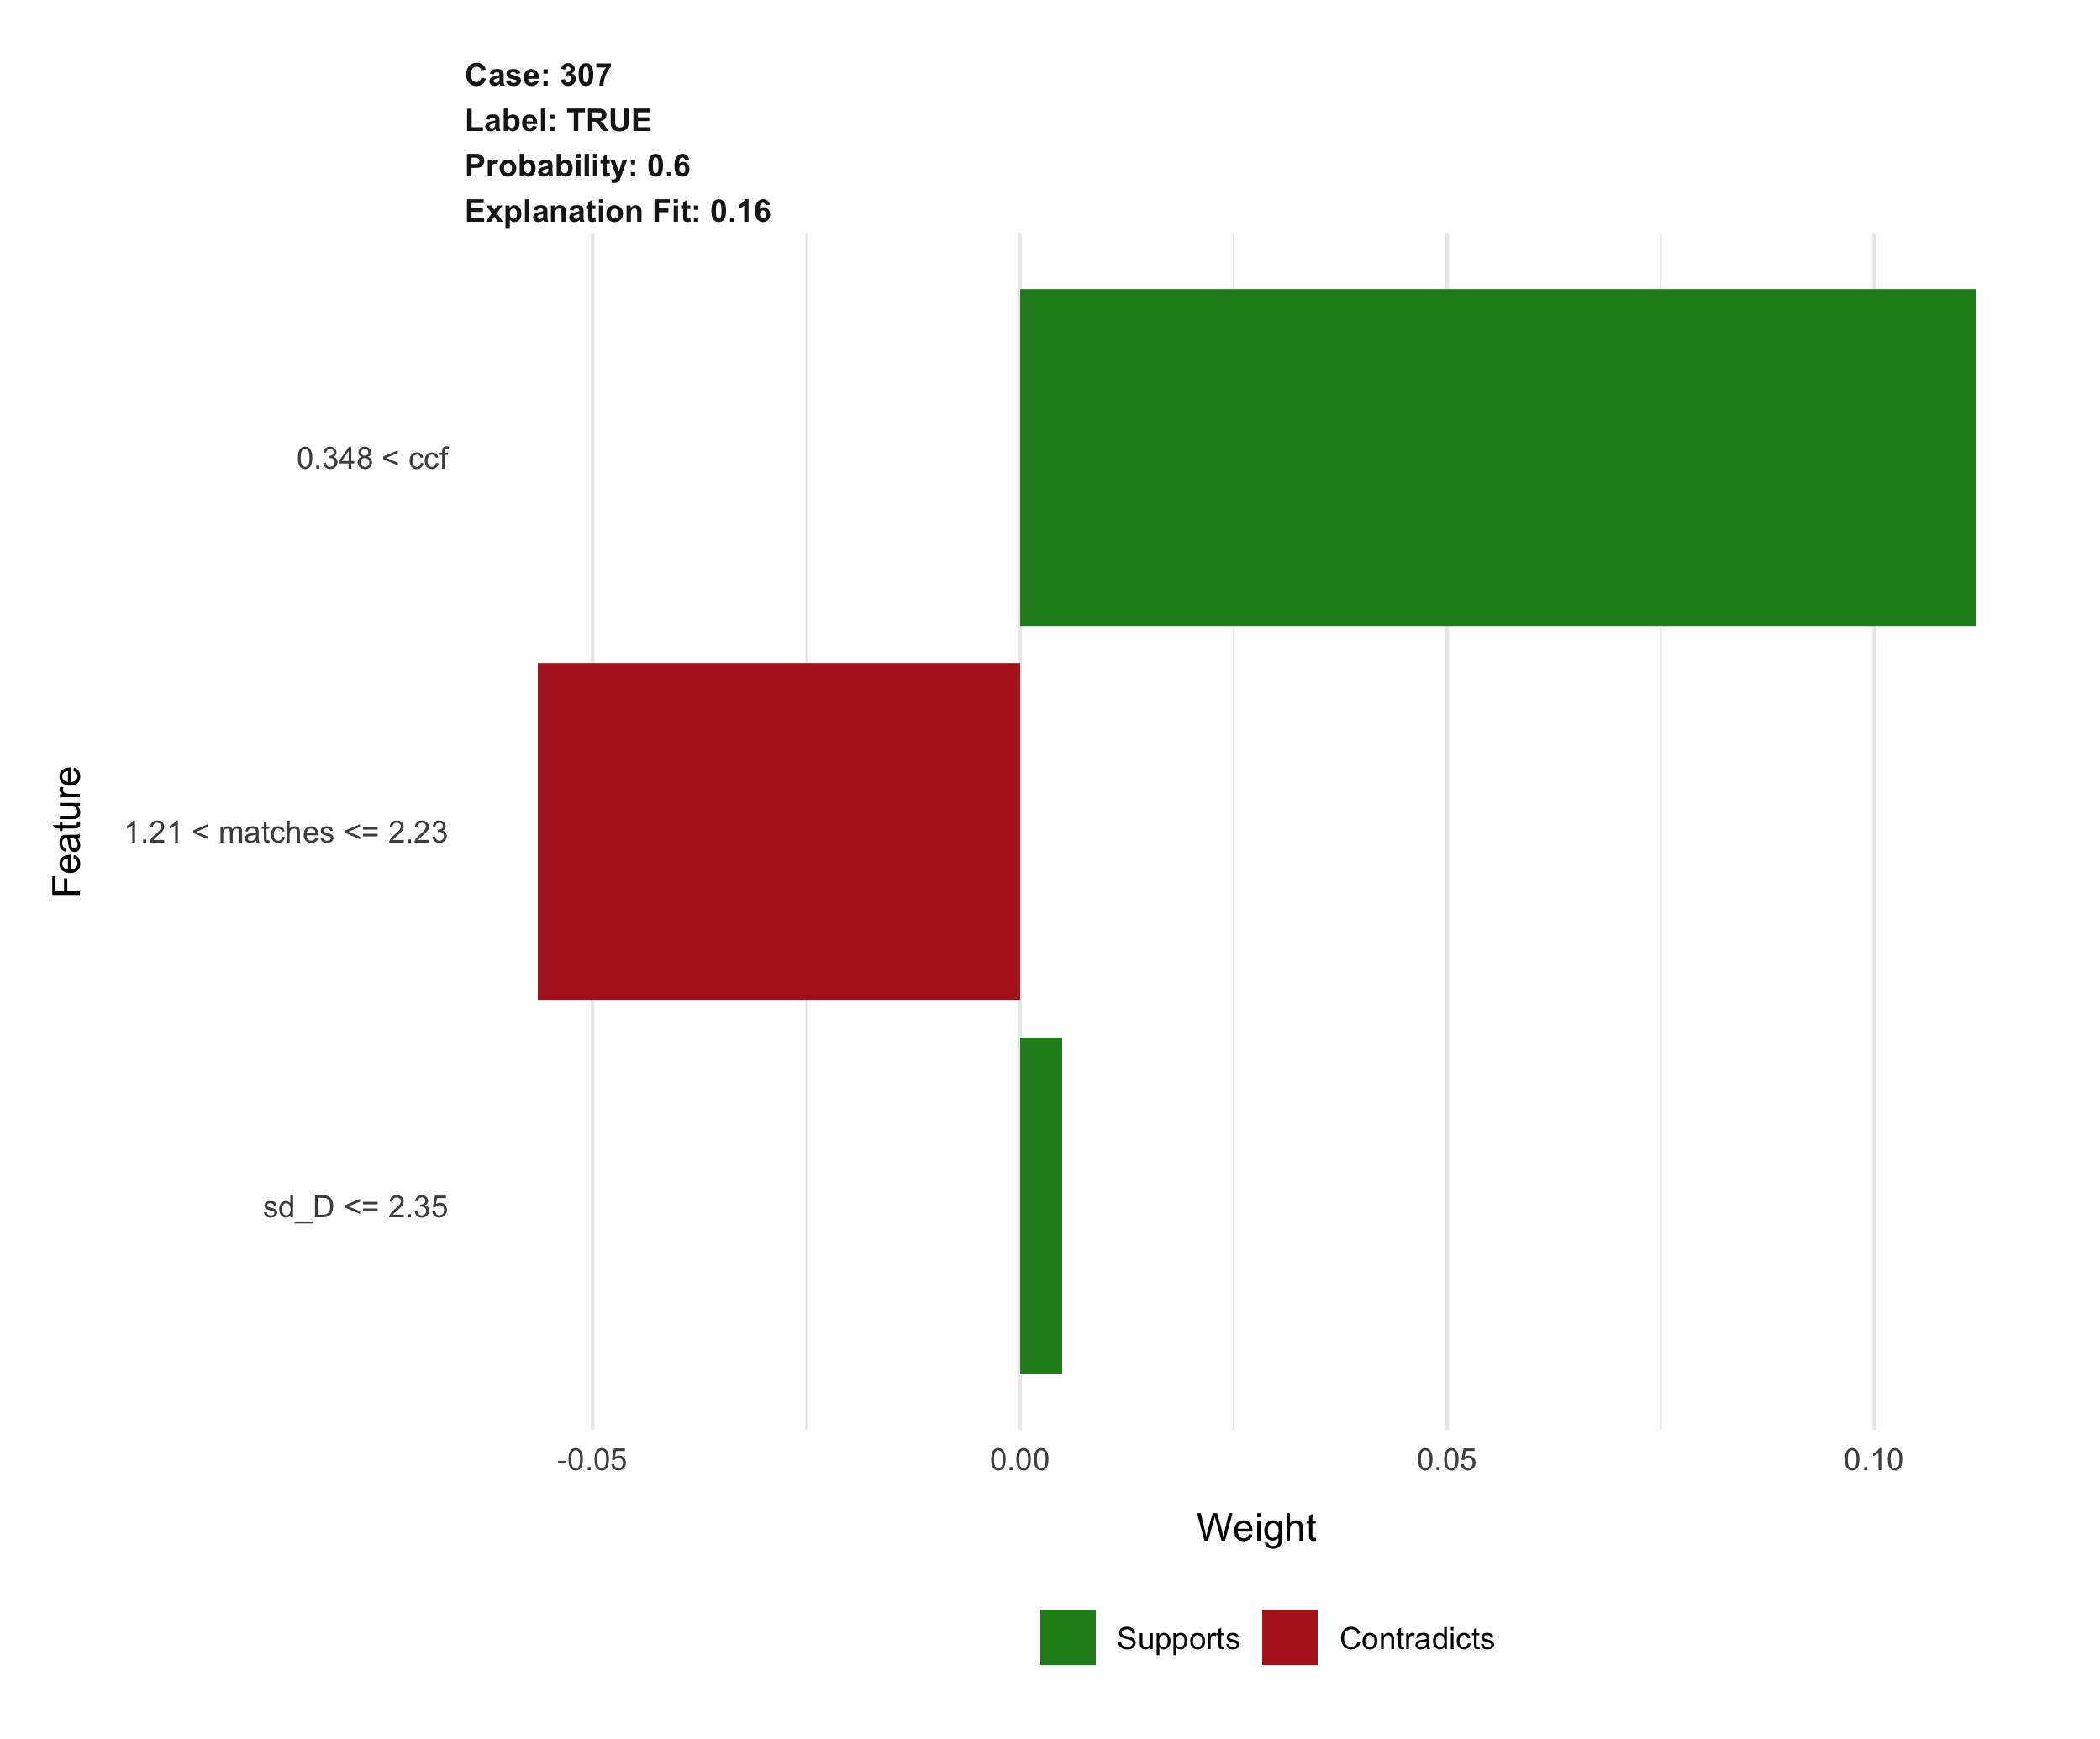 Case: 307
Label: TRUE
Probability: 0.6
Explanation Fit: 0.16
Feature
0.348 < ccf
1.21 < matches <= 2.23
sd_D <= 2.35
-0.05 0.00 0.05 0.10
Weight
Supports Contradicts